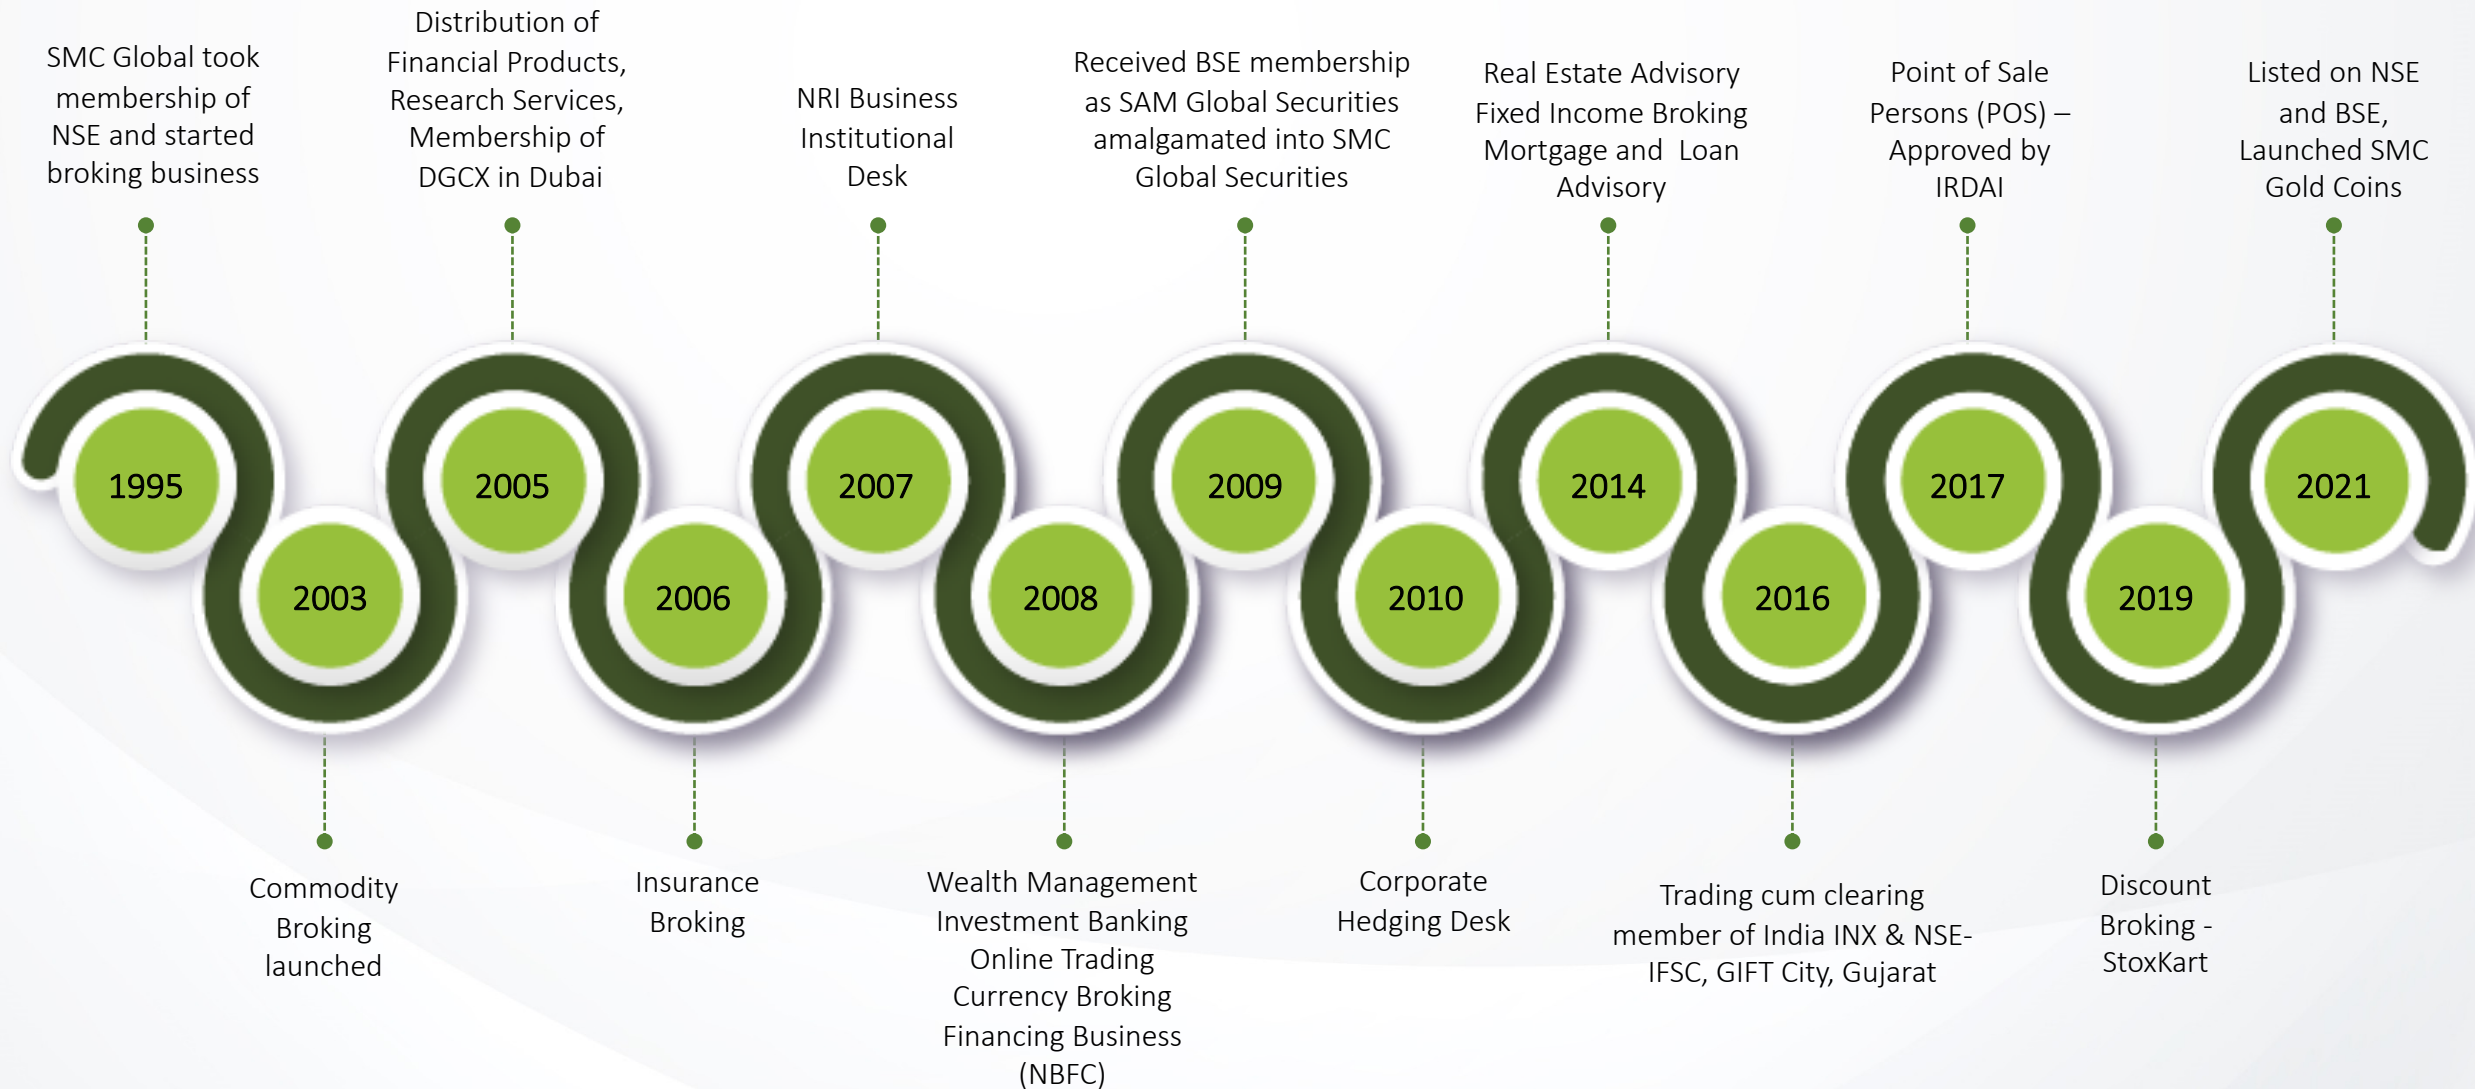 SMC Global took
membership of
NSE and started
broking business
Distribution of
Financial Products,
Research Services,
Membership of
DGCX in Dubai
NRI Business
Institutional
Desk
Received BSE membership
as SAM Global Securities
amalgamated into SMC
Global Securities
Real Estate Advisory
Fixed Income Broking
Mortgage and Loan
Advisory
Point of Sale
Persons (POS) –
Approved by
IRDAI
Listed on NSE
and BSE,
Launched SMC
Gold Coins
1995
2003
2005
2006
2007
2008
2009
2010
2014
2016
2017
2019
2021
Commodity
Broking
launched
Insurance
Broking
Wealth Management
Investment Banking
Online Trading
Currency Broking
Financing Business
(NBFC)
Corporate
Hedging Desk
Trading cum clearing
member of India INX & NSE-
IFSC, GIFT City, Gujarat
Discount
Broking -
StoxKart